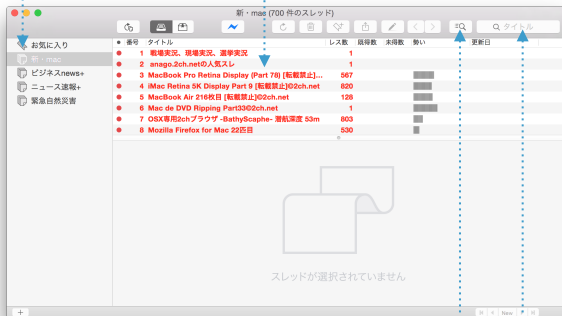 新・mac (700 件のスレッド)
タイトル
お気に入り
新・mac
ビジネスnews+
ニュース速報+
緊急自然災害
番号 タイトル レス数 既得数 未得数 勢い 更新日
1 戦場実況、現場実況、選挙実況 1
2 anago.2ch.netの人気スレ 1
3 MacBook Pro Retina Display (Part 78) [転載禁止]... 567
4 iMac Retina 5K Display Part 9 [転載禁止]©2ch.net 820
5 MacBook Air 216枚目 [転載禁止]©2ch.net 128
6 Mac de DVD Ripping Part33©2ch.net 1
7 OSX専用2chブラウザ -BathyScaphe- 潜航深度 53m 803
8 Mozilla Firefox for Mac 22匹目 530
スレッドが選択されていません
New